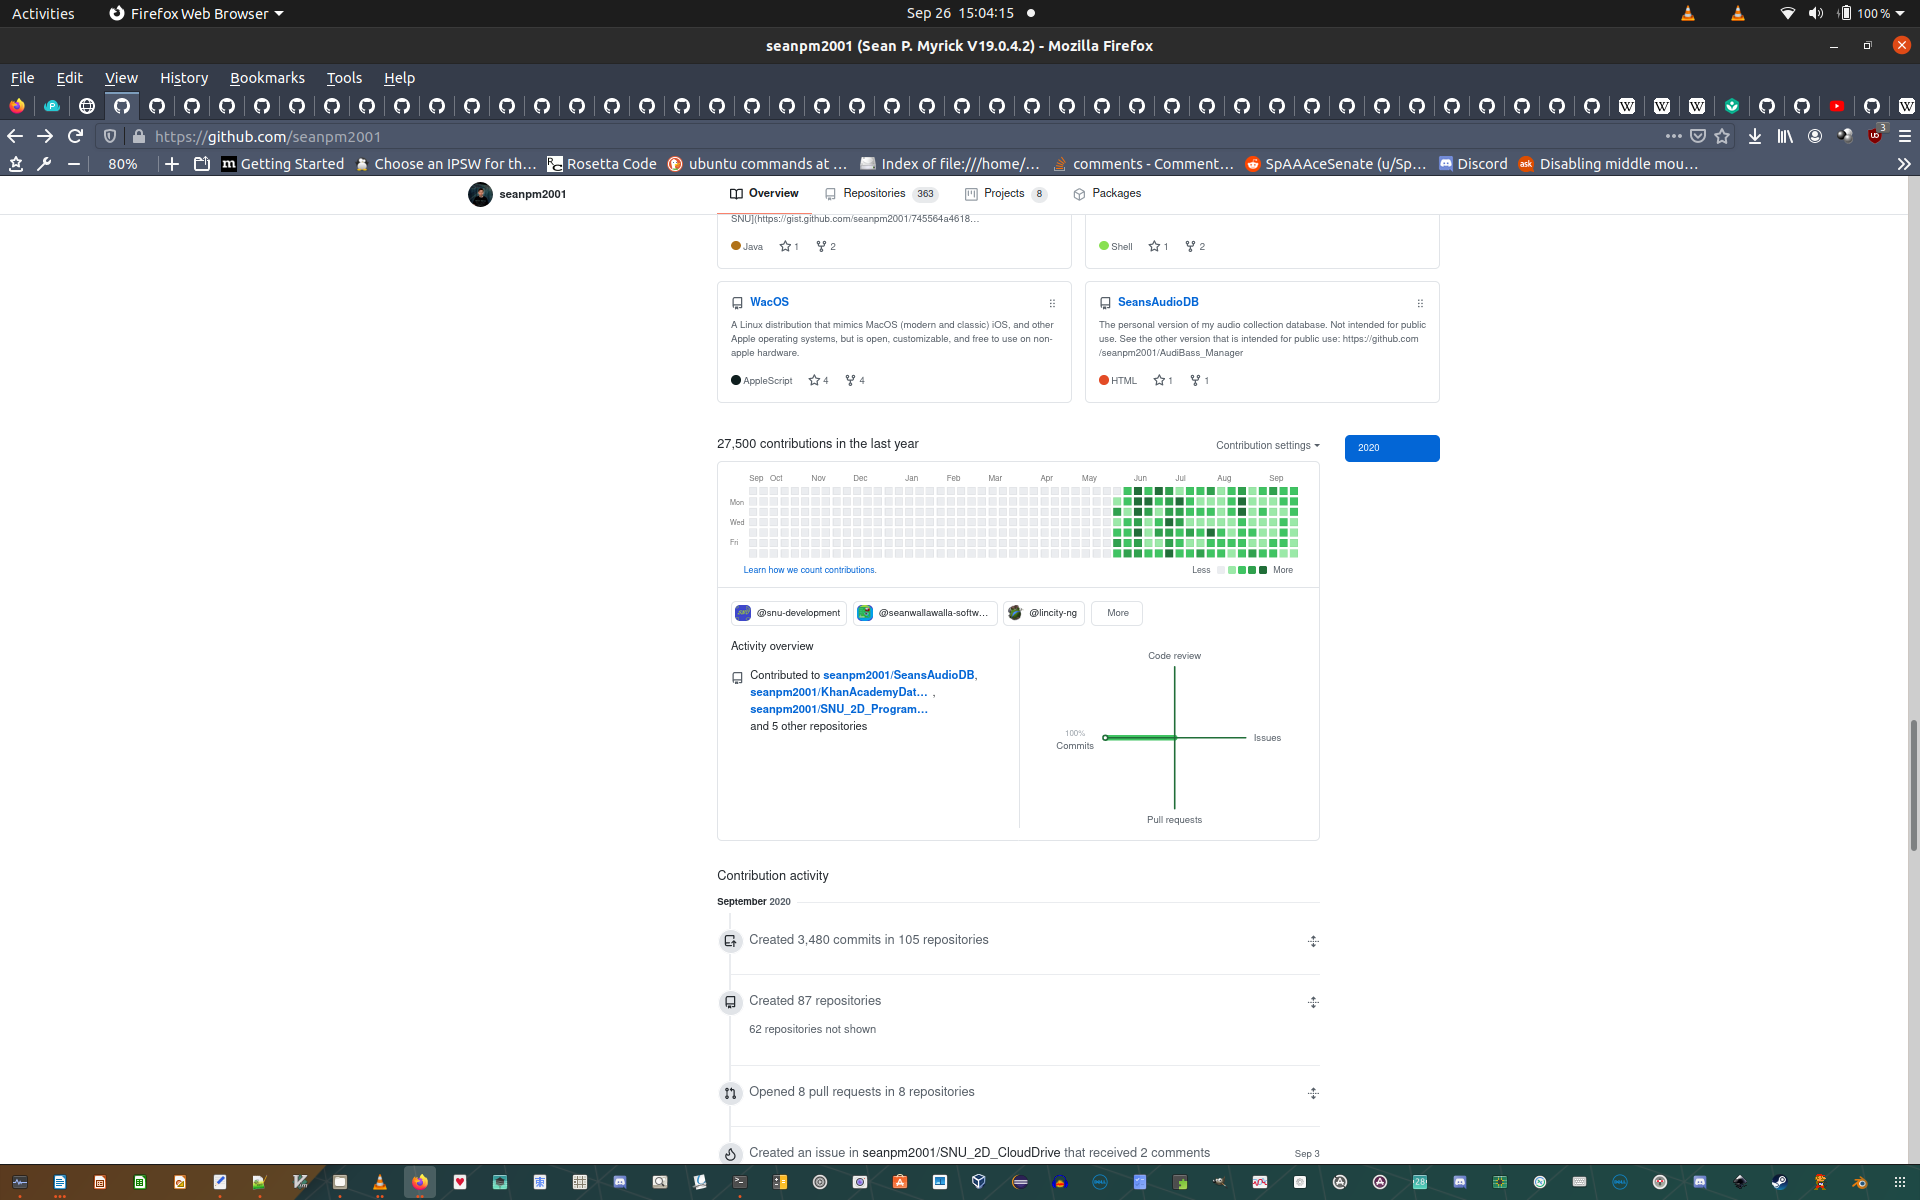 Activities
Firefox Web Browser
Sep 26 15:04:15
100 %
seanpm2001 (Sean P. Myrick V19.0.4.2) - Mozilla Firefox
File Edit View History Bookmarks Tools Help
https://github.com/seanpm2001
3
80%
Getting Started
Choose an IPSW for th…
Rosetta Code
ubuntu commands at …
Index of file:///home/…
comments - Comment…
SpAAAceSenate (u/Sp…
Discord
Disabling middle mou…
seanpm2001
Overview
Repositories 363
Projects 8
Packages
SNU](https://gist.github.com/seanpm2001/745564a4618...
Java 1 2
Shell 1 2
WacOS
A Linux distribution that mimics MacOS (modern and classic) iOS, and other
Apple operating systems, but is open, customizable, and free to use on non-
apple hardware.
AppleScript 4 4
SeansAudioDB
The personal version of my audio collection database. Not intended for public
use. See the other version that is intended for public use: https://github.com
/seanpm2001/AudiBass_Manager
HTML 1 1
27,500 contributions in the last year
Contribution settings
2020
Sep Oct Nov Dec Jan Feb Mar Apr May Jun Jul Aug Sep
Mon
Wed
Fri
Learn how we count contributions.
Less More
@snu-development
@seanwallawalla-softw…
@lincity-ng
More
Activity overview
Contributed to seanpm2001/SeansAudioDB,
seanpm2001/KhanAcademyDat… ,
seanpm2001/SNU_2D_Program…
and 5 other repositories
Code review
100%
Commits
Issues
Pull requests
Contribution activity
September 2020
Created 3,480 commits in 105 repositories
Created 87 repositories
62 repositories not shown
Opened 8 pull requests in 8 repositories
Created an issue in seanpm2001/SNU_2D_CloudDrive that received 2 comments
Sep 3